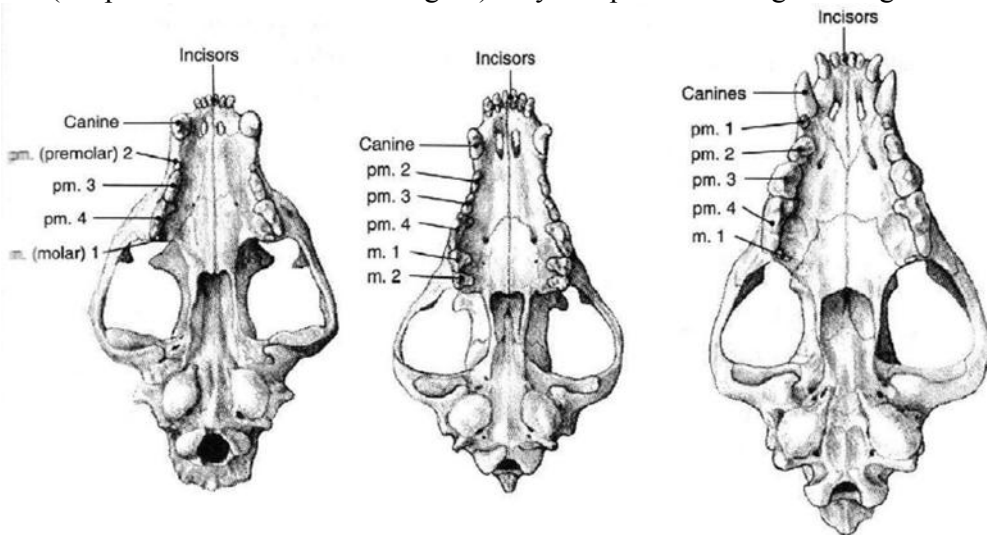 Incisors
Canine
pm. (premolar) 2
pm. 3
pm. 4
m. (molar) 1
Incisors
Canine
pm. 2
pm. 3
pm. 4
m. 1
m. 2
Incisors
Canines
pm. 1
pm. 2
pm. 3
pm. 4
m. 1